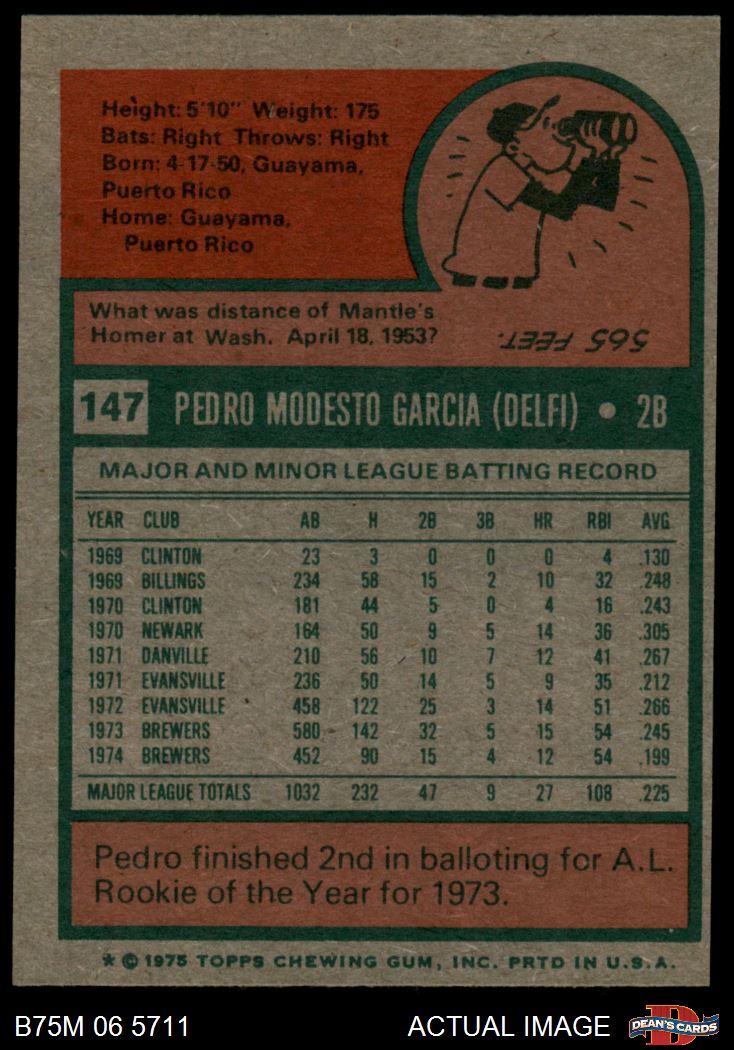 Height: 5'10" Weight: 175
Bats: Right Throws: Right
Born: 4-17-50, Guayama,
Puerto Rico
Home: Guayama,
Puerto Rico
What was distance of Mantle's
Homer at Wash. April 18, 1953?
565 FEET.
147 PEDRO MODESTO GARCIA (DELFI) • 2B
MAJOR AND MINOR LEAGUE BATTING RECORD
YEAR CLUB AB H 2B 3B HR RBI AVG.
1969 CLINTON 23 3 0 0 0 4 .130
1969 BILLINGS 234 58 15 2 10 32 .248
1970 CLINTON 181 44 5 0 4 16 .243
1970 NEWARK 164 50 9 5 14 36 .305
1971 DANVILLE 210 56 10 7 12 41 .267
1971 EVANSVILLE 236 50 14 5 9 35 .212
1972 EVANSVILLE 458 122 25 3 14 51 .266
1973 BREWERS 580 142 32 5 15 54 .245
1974 BREWERS 452 90 15 4 12 54 .199
MAJOR LEAGUE TOTALS 1032 232 47 9 27 108 .225
Pedro finished 2nd in balloting for A.L.
Rookie of the Year for 1973.
* © 1975 TOPPS CHEWING GUM, INC. PRTD IN U.S.A.
B75M 06 5711 ACTUAL IMAGE DEAN'S CARDS